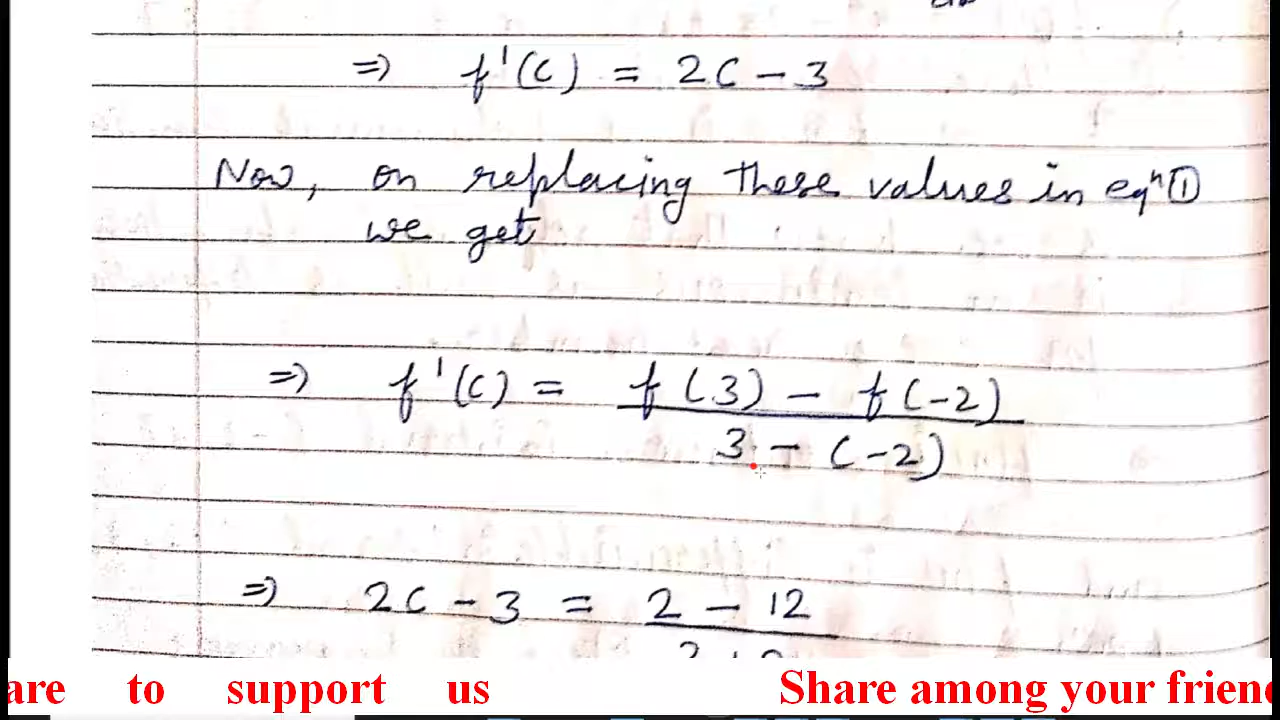 ⇒ f'(c) = 2c - 3
Now, on replacing these values in eqⁿ ①
we get
⇒ f'(c) = f(3) - f(-2)
3 - (-2)
⇒ 2c - 3 = 2 - 12
are to support us Share among your